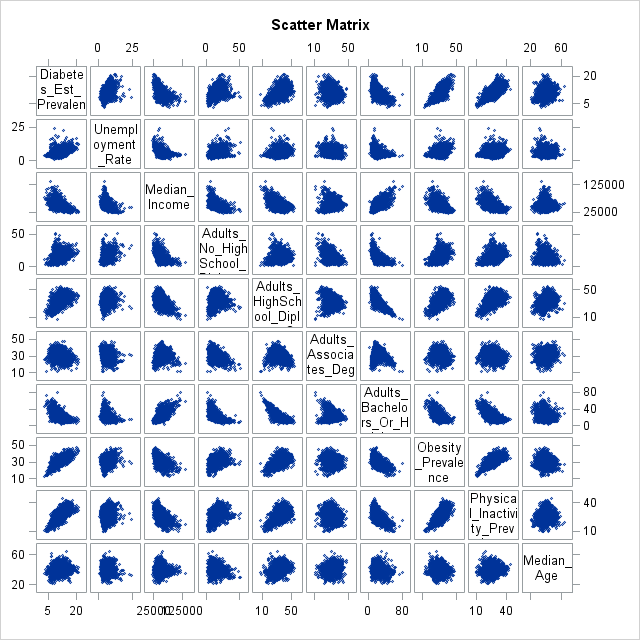 Scatter Matrix
0 25 0 50 10 50 10 50 20 60
Diabete
s_Est_
Prevalen
20
5
25
0
Unempl
oyment
_Rate
Median_
Income
125000
25000
50
0
Adults_
No_High
School_
Adults_
HighSch
ool_Dipl
50
10
50
30
10
Adults_
Associa
tes_Deg
Adults_
Bachelo
rs_Or_H
80
40
0
50
30
10
Obesity
_Prevale
nce
Physica
l_Inactivi
ty_Prev
40
10
60
20
Median_
Age
5 20 25000 125000 10 50 0 80 10 40